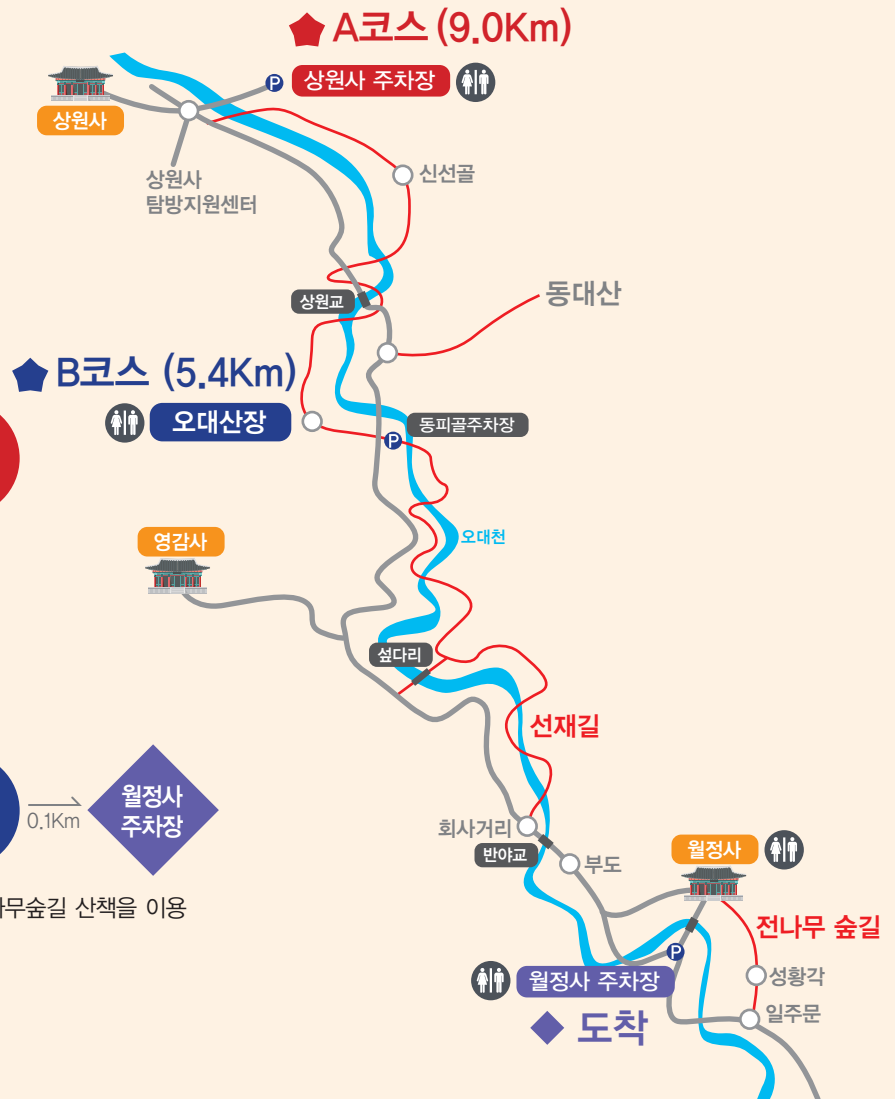 A코스 (9.0Km)
P
상원사 주차장
상원사
상원사
탐방지원센터
신선골
상원교
동대산
B코스 (5.4Km)
오대산장
P
동피골주차장
오대천
영감사
섶다리
선재길
월정사
주차장
0.1Km
회사거리
반야교
부도
월정사
나무숲길 산책을 이용
전나무 숲길
P
월정사 주차장
성황각
일주문
도착